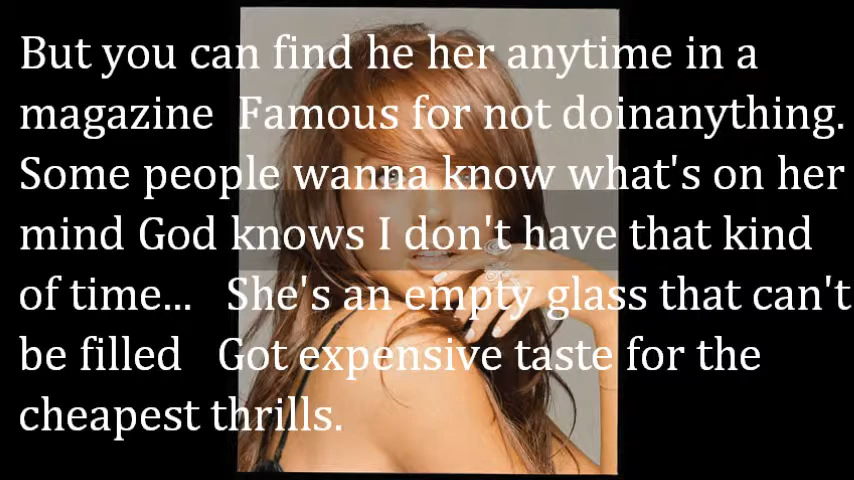 But you can find he her anytime in a
magazine  Famous for not doinanything.
Some people wanna know what's on her
mind God knows I don't have that kind
of time...   She's an empty glass that can't
be filled   Got expensive taste for the
cheapest thrills.